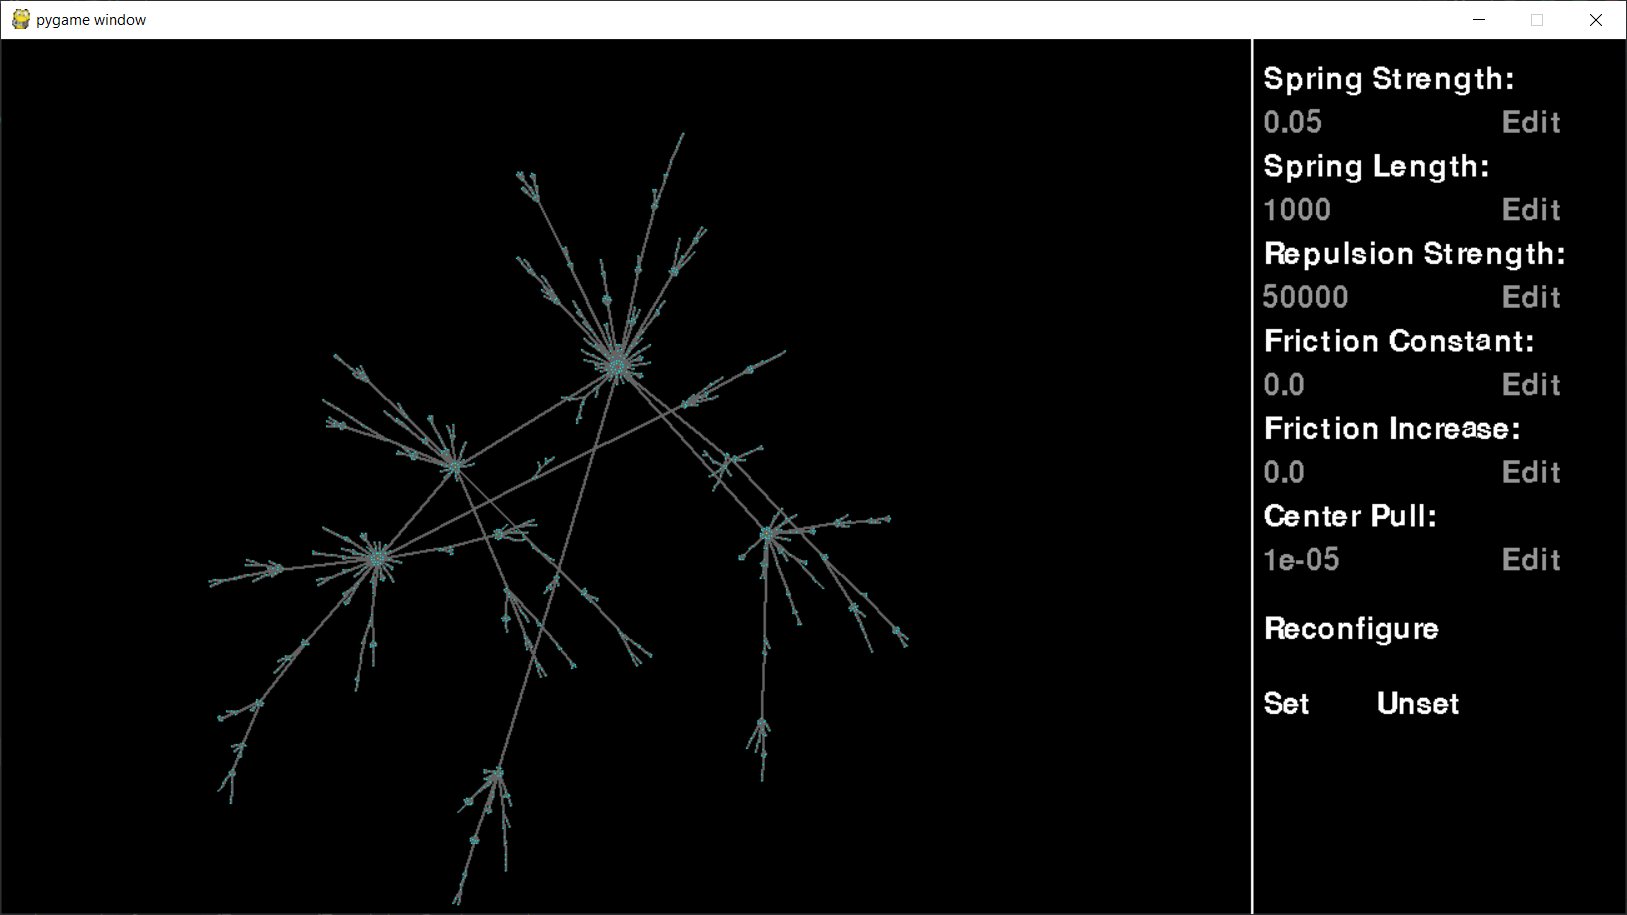 pygame window
Spring Strength:
0.05 Edit
Spring Length:
1000 Edit
Repulsion Strength:
50000 Edit
Friction Constant:
0.0 Edit
Friction Increase:
0.0 Edit
Center Pull:
1e-05 Edit
Reconfigure
Set Unset